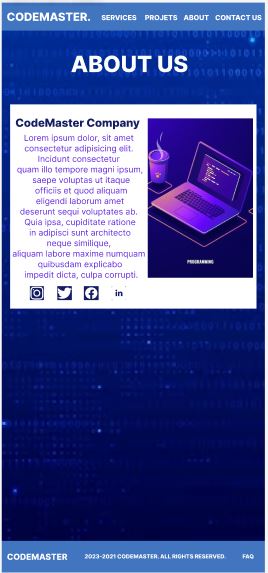 CODEMASTER. SERVICES PROJETS ABOUT CONTACT US
ABOUT US
CodeMaster Company
Lorem ipsum dolor, sit amet
consectetur adipisicing elit.
Incidunt consectetur
quam illo tempore magni ipsum,
saepe voluptas ut itaque
officiis et quod aliquam
eligendi laborum amet
deserunt sequi voluptates ab.
Quia ipsa, cupiditate ratione
in adipisci sunt architecto
neque similique,
aliquam labore maxime numquam
quibusdam explicabo
impedit dicta, culpa corrupti.
PROGRAMMING
in
CODEMASTER 2023-2021 CODEMASTER. ALL RIGHTS RESERVED. FAQ